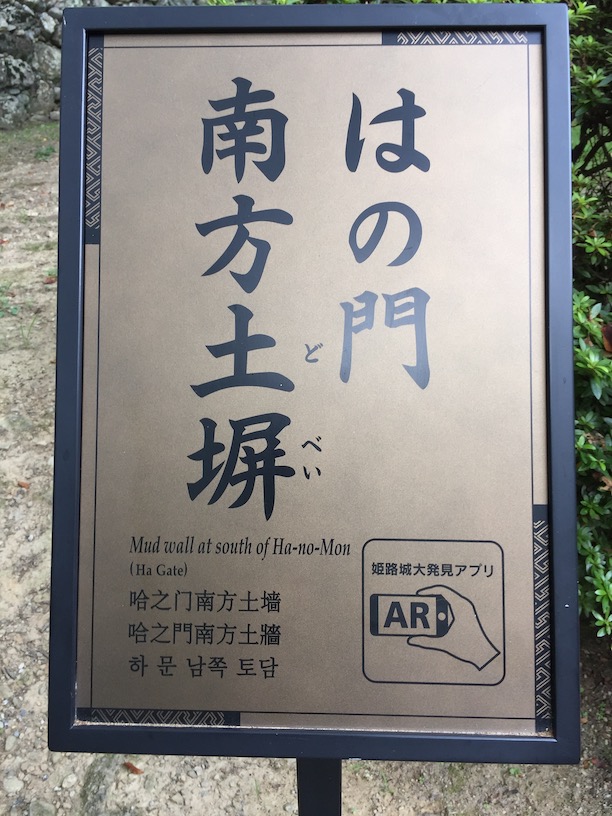 はの門
南方土塀
どべい
Mud wall at south of Ha-no-Mon
(Ha Gate)
哈之门南方土墙
哈之門南方土牆
하 문 남쪽 토담
姫路城大発見アプリ
AR